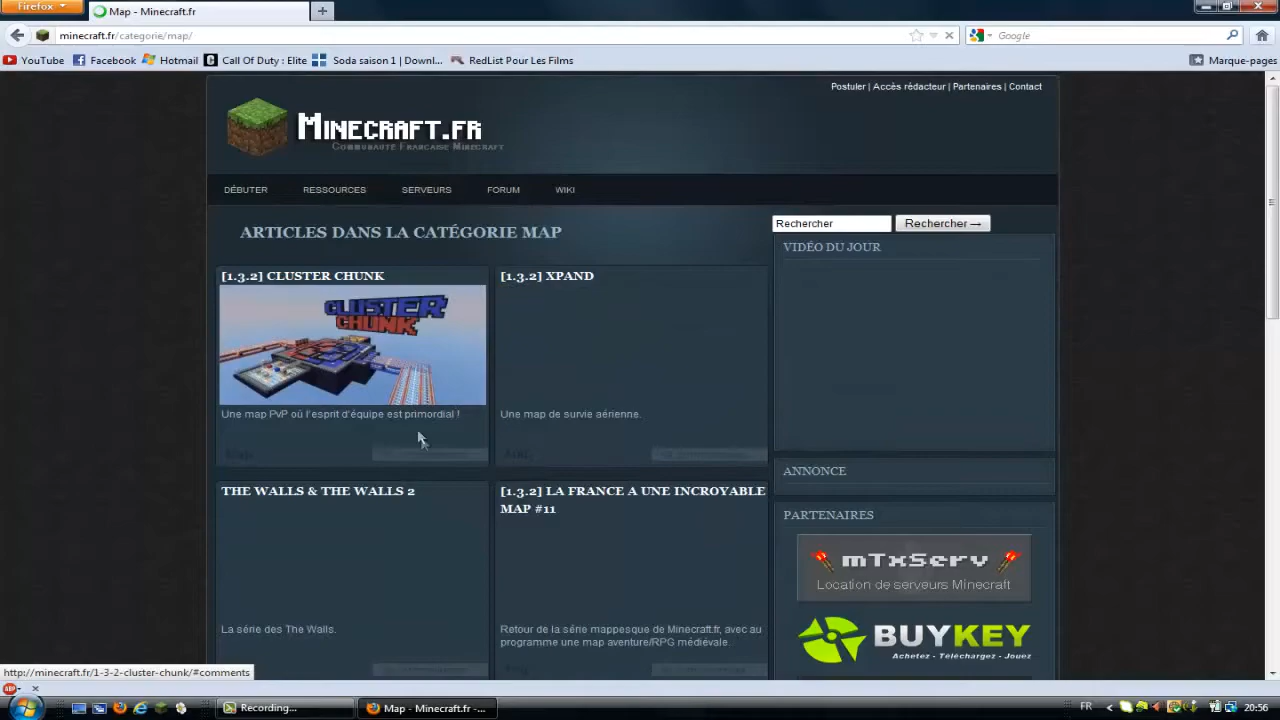 Firefox
Map - Minecraft.fr
minecraft.fr/categorie/map/
Google
YouTube
Facebook
Hotmail
Call Of Duty : Elite
Soda saison 1 | Downl...
RedList Pour Les Films
Marque-pages
Postuler | Accès rédacteur | Partenaires | Contact
MINECRAFT.FR
COMMUNAUTÉ FRANÇAISE MINECRAFT
DÉBUTER
RESSOURCES
SERVEURS
FORUM
WIKI
ARTICLES DANS LA CATÉGORIE MAP
Rechercher
Rechercher →
VIDÉO DU JOUR
[1.3.2] CLUSTER CHUNK
CLUSTER
CHUNK
Une map PvP où l'esprit d'équipe est primordial !
[1.3.2] XPAND
Une map de survie aérienne.
ANNONCE
THE WALLS & THE WALLS 2
La série des The Walls.
[1.3.2] LA FRANCE A UNE INCROYABLE
MAP #11
Retour de la série mappesque de Minecraft.fr, avec au
programme une map aventure/RPG médiévale.
PARTENAIRES
mTxServ
Location de serveurs Minecraft
BUYKEY
Achetez - Téléchargez - Jouez
http://minecraft.fr/1-3-2-cluster-chunk/#comments
ABP
Recording...
Map - Minecraft.fr -...
FR
20:56